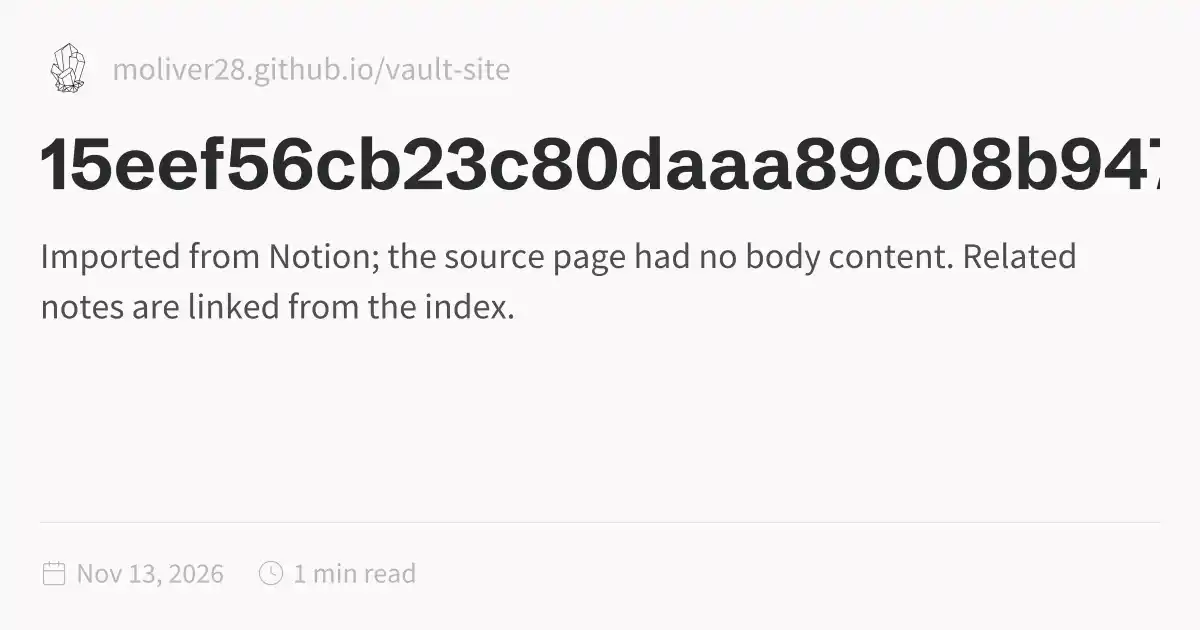 moliver28.github.io/vault-site
15eef56cb23c80daaa89c08b947
Imported from Notion; the source page had no body content. Related
notes are linked from the index.
Nov 13, 2026
1 min read